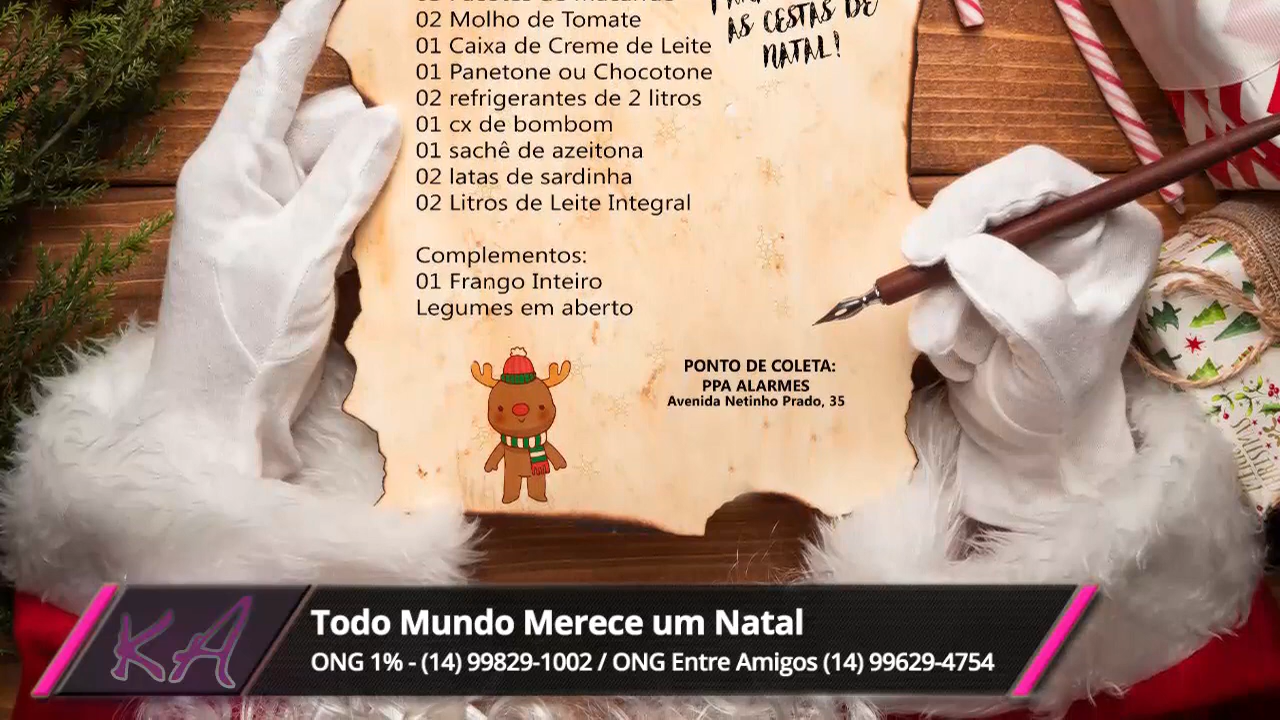 02 Molho de Tomate
01 Caixa de Creme de Leite
01 Panetone ou Chocotone
02 refrigerantes de 2 litros
01 cx de bombom
01 sachê de azeitona
02 latas de sardinha
02 Litros de Leite Integral
AS CESTAS DE
NATAL!
Complementos:
01 Frango Inteiro
Legumes em aberto
PONTO DE COLETA:
PPA ALARMES
Avenida Netinho Prado, 35
KA
Todo Mundo Merece um Natal
ONG 1% - (14) 99829-1002 / ONG Entre Amigos (14) 99629-4754